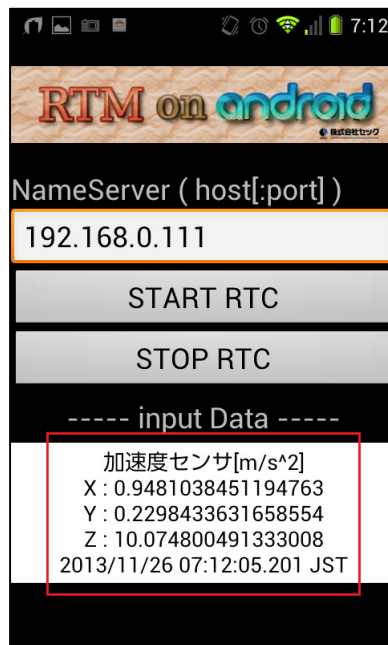 7:12
RTM on android
株式会社セック
NameServer ( host[:port] )
192.168.0.111
START RTC
STOP RTC
----- input Data -----
加速度センサ[m/s^2]
X : 0.9481038451194763
Y : 0.2298433631658554
Z : 10.074800491333008
2013/11/26 07:12:05.201 JST